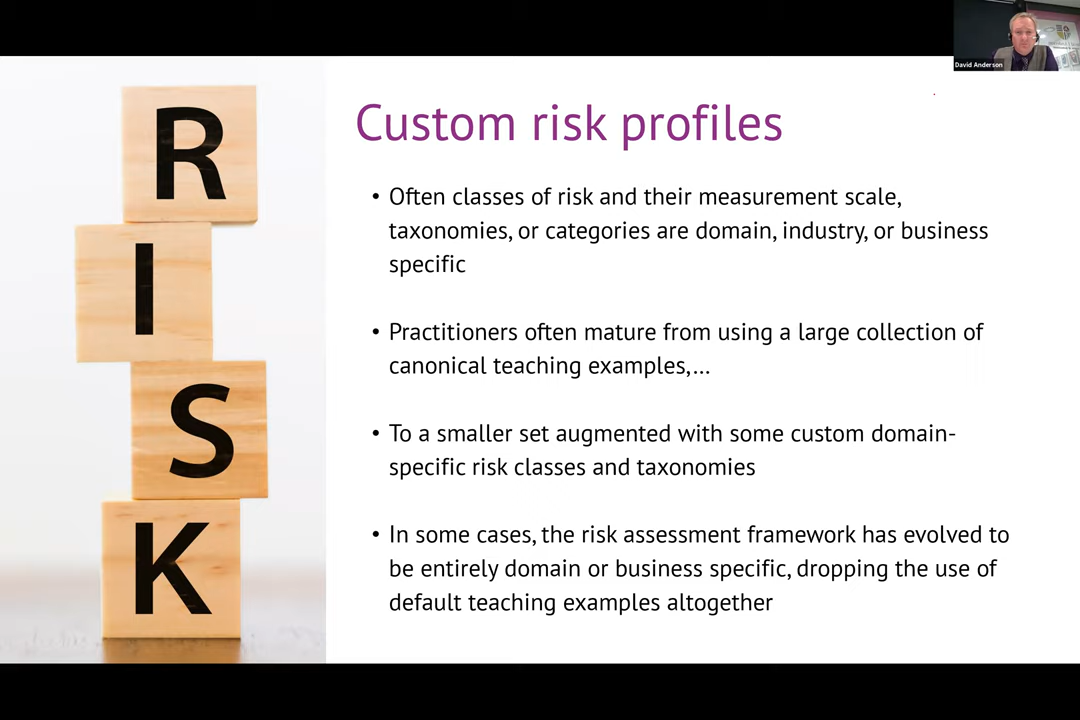 David Anderson
R
I
S
K
Custom risk profiles
• Often classes of risk and their measurement scale,
taxonomies, or categories are domain, industry, or business
specific
• Practitioners often mature from using a large collection of
canonical teaching examples,...
• To a smaller set augmented with some custom domain-
specific risk classes and taxonomies
• In some cases, the risk assessment framework has evolved to
be entirely domain or business specific, dropping the use of
default teaching examples altogether